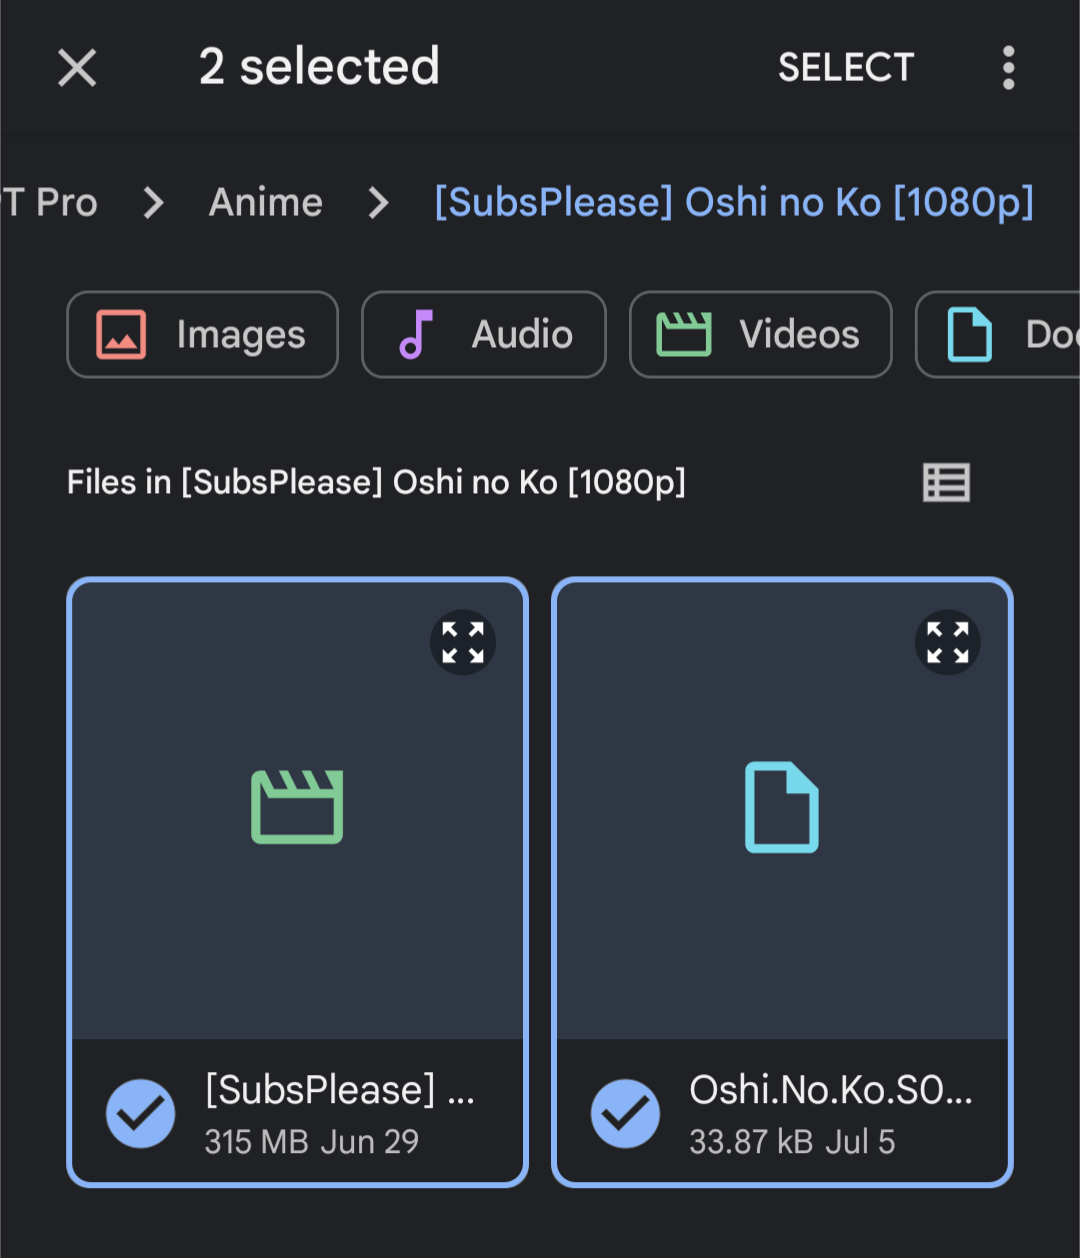 2 selected SELECT
T Pro Anime [SubsPlease] Oshi no Ko [1080p]
Images Audio Videos Doc
Files in [SubsPlease] Oshi no Ko [1080p]
[SubsPlease] ...
315 MB Jun 29
Oshi.No.Ko.S0...
33.87 kB Jul 5